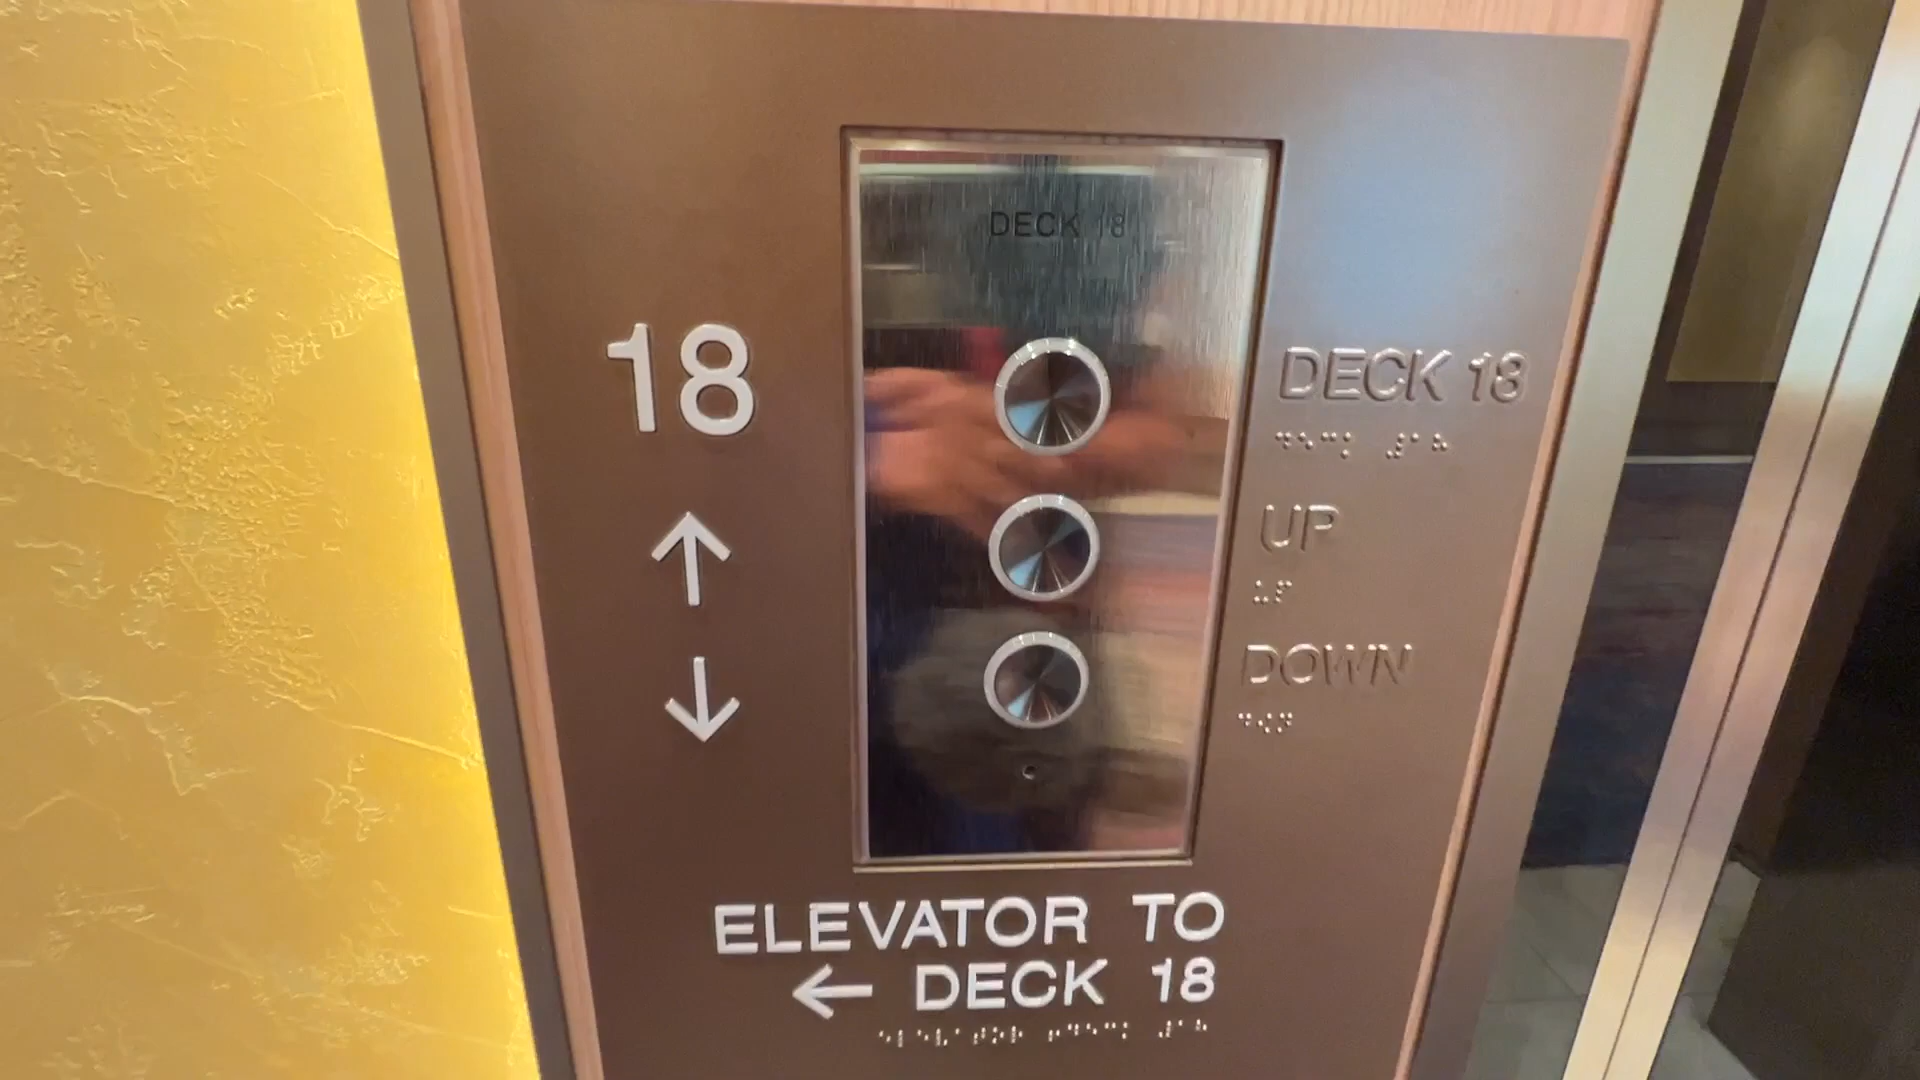 DECK 18
18
DECK 18
↑
UP
↓
DOWN
ELEVATOR TO
← DECK 18